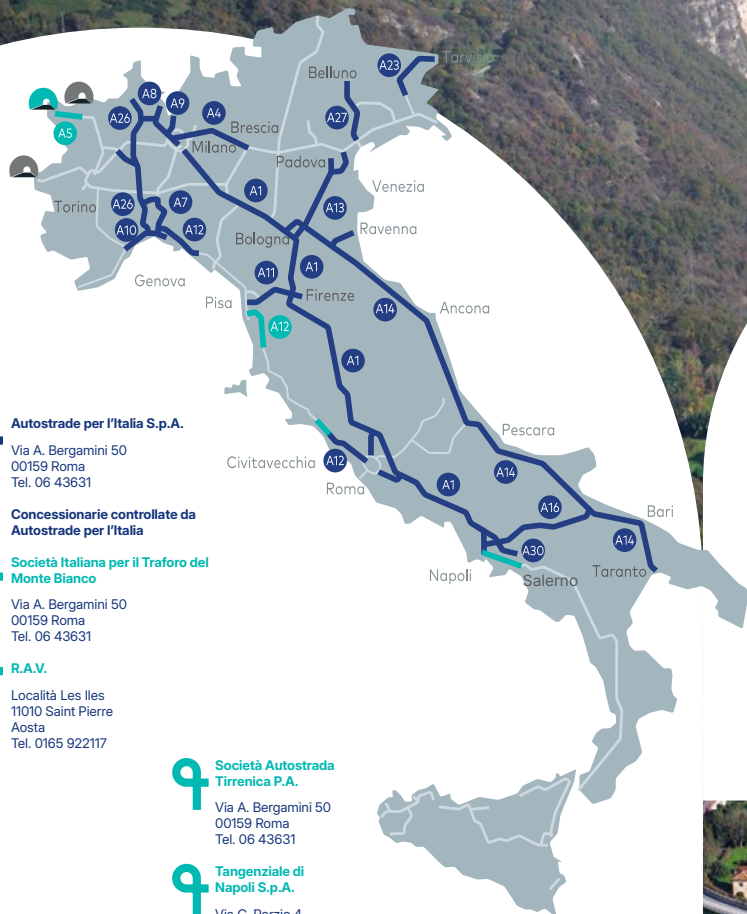 Tarvisio
A23
Belluno
A8
A9
A4
A26
A27
A5
Brescia
Milano
Padova
Venezia
A1
Torino
A26
A7
A13
A10
A12
Ravenna
Bologna
A11
A1
Genova
Firenze
Pisa
A14
Ancona
A12
A1
Pescara
Civitavecchia
A12
A14
Roma
A1
A16
Bari
A30
A14
Napoli
Salerno
Taranto
Autostrade per l'Italia S.p.A.
Via A. Bergamini 50
00159 Roma
Tel. 06 43631
Concessionarie controllate da
Autostrade per l'Italia
Società Italiana per il Traforo del
Monte Bianco
Via A. Bergamini 50
00159 Roma
Tel. 06 43631
R.A.V.
Località Les Iles
11010 Saint Pierre
Aosta
Tel. 0165 922117
Società Autostrada
Tirrenica P.A.
Via A. Bergamini 50
00159 Roma
Tel. 06 43631
Tangenziale di
Napoli S.p.A.
Via G. Porzio 4